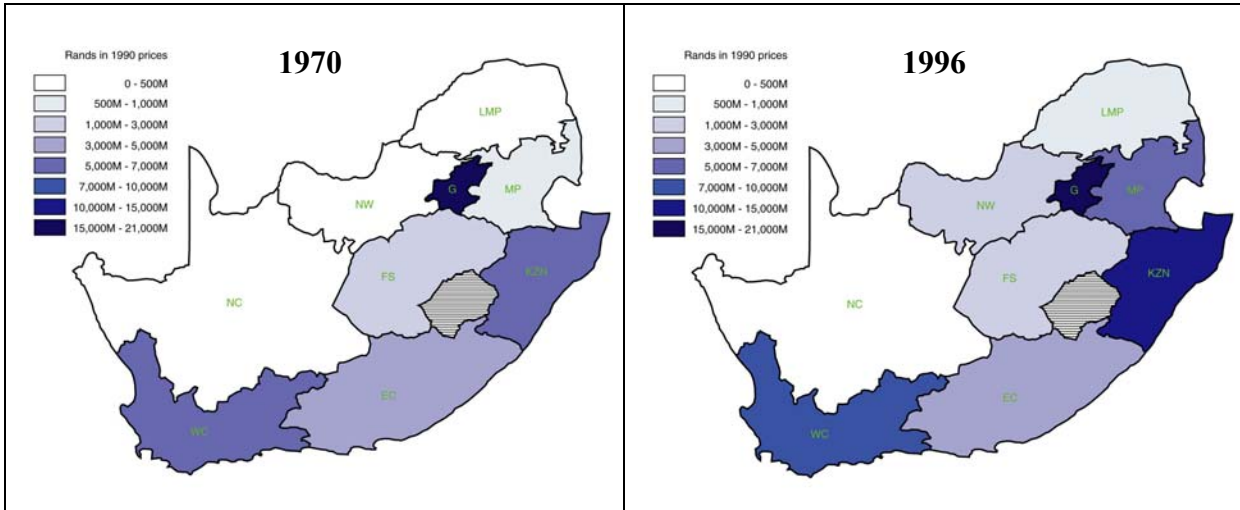 1970
Rands in 1990 prices
0 - 500M
500M - 1,000M
1,000M - 3,000M
3,000M - 5,000M
5,000M - 7,000M
7,000M - 10,000M
10,000M - 15,000M
15,000M - 21,000M
LMP
G
MP
NW
FS
KZN
NC
EC
WC
1996
Rands in 1990 prices
0 - 500M
500M - 1,000M
1,000M - 3,000M
3,000M - 5,000M
5,000M - 7,000M
7,000M - 10,000M
10,000M - 15,000M
15,000M - 21,000M
LMP
G
MP
NW
FS
KZN
NC
EC
WC